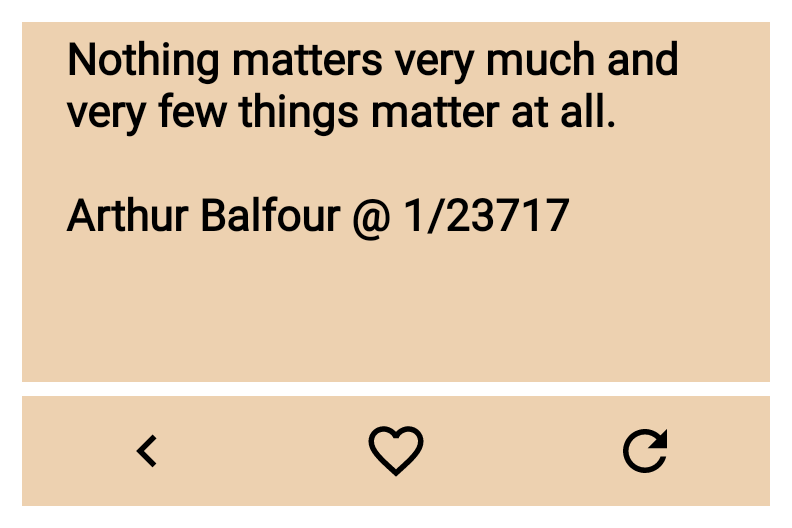 Nothing matters very much and
very few things matter at all.
Arthur Balfour @ 1/23717